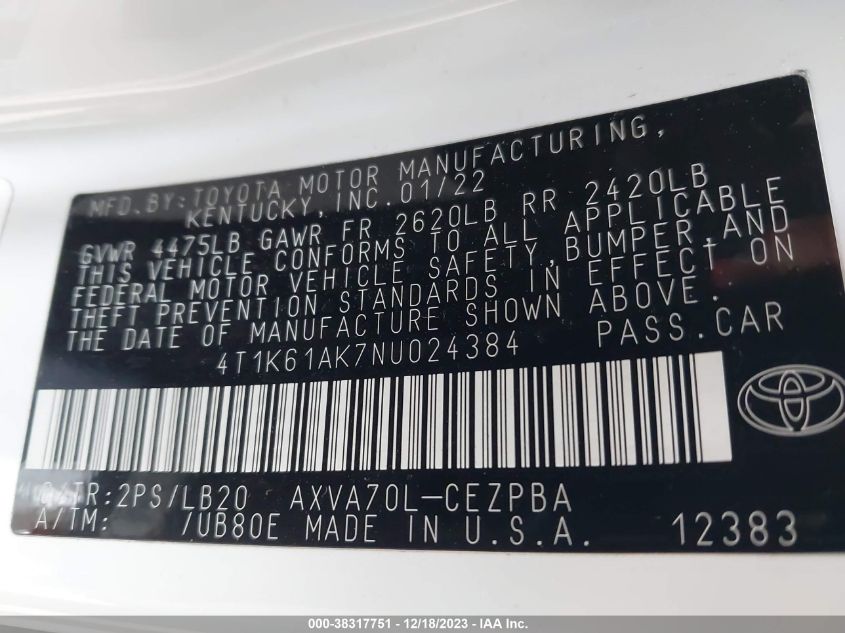 MFD.BY:TOYOTA MOTOR MANUFACTURING,
KENTUCKY, INC. 01/22
GVWR 4475LB GAWR FR 2620LB RR 2420LB
THIS VEHICLE CONFORMS TO ALL APPLICABLE
FEDERAL MOTOR VEHICLE SAFETY,BUMPER,AND
THEFT PREVENTION STANDARDS IN EFFECT ON
THE DATE OF MANUFACTURE SHOWN ABOVE.
4T1K61AK7NU024384 PASS.CAR
C/TR:2PS/LB20 AXVA70L-CEZPBA
A/TM: /UB80E MADE IN U.S.A. 12383
000-38317751 - 12/18/2023 - IAA Inc.